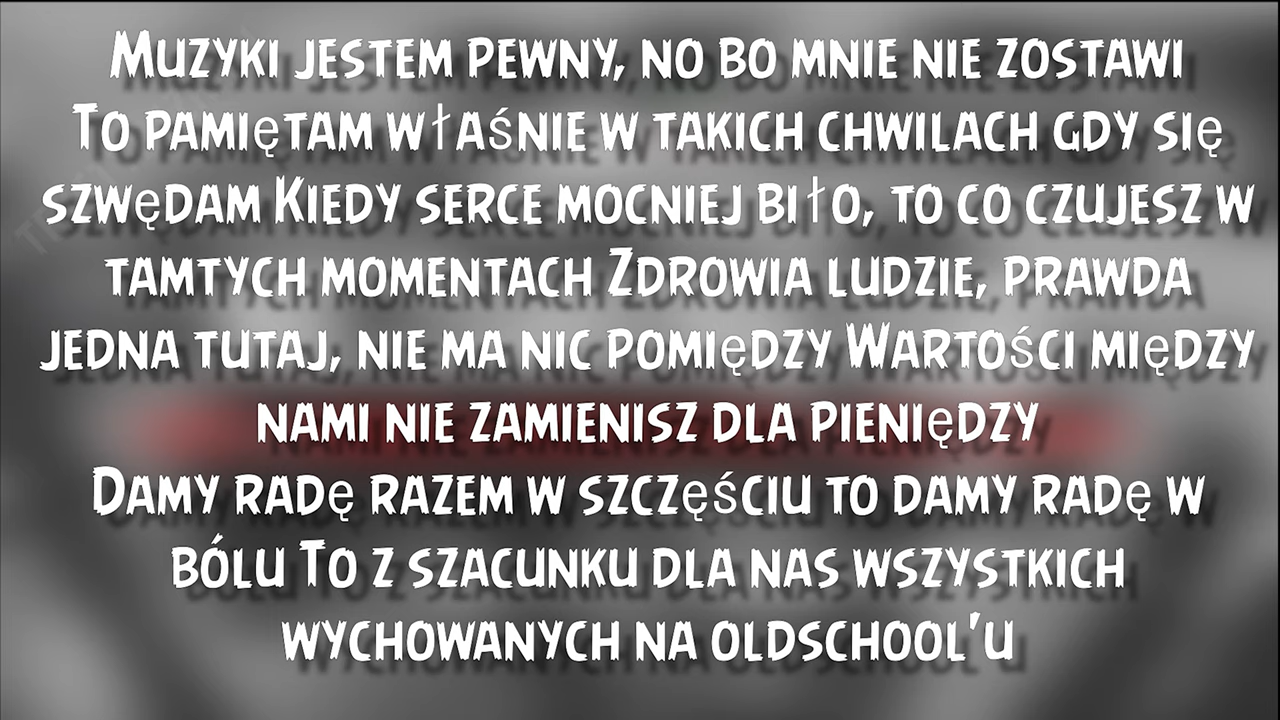 Muzyki jestem pewny, no bo mnie nie zostawi
To pamiętam właśnie w takich chwilach gdy się
szwędam Kiedy serce mocniej biło, to co czujesz w
tamtych momentach Zdrowia ludzie, prawda
jedna tutaj, nie ma nic pomiędzy Wartości między
nami nie zamienisz dla pieniędzy
Damy radę razem w szczęściu to damy radę w
bólu To z szacunku dla nas wszystkich
wychowanych na oldschool'u